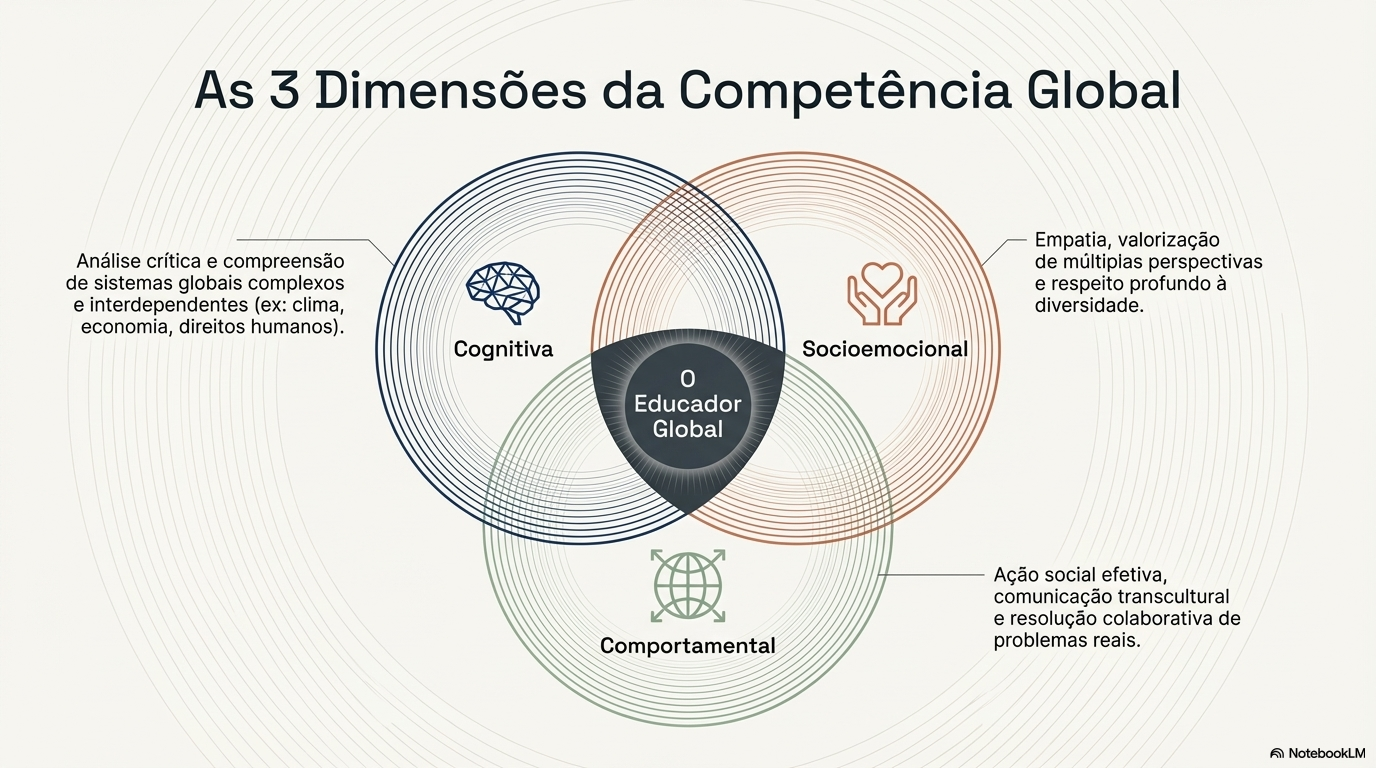 As 3 Dimensões da Competência Global
Análise crítica e compreensão
de sistemas globais complexos
e interdependentes (ex: clima,
economia, direitos humanos).
Cognitiva
Socioemocional
Empatia, valorização
de múltiplas perspectivas
e respeito profundo à
diversidade.
O
Educador
Global
Comportamental
Ação social efetiva,
comunicação transcultural
e resolução colaborativa de
problemas reais.
NotebookLM